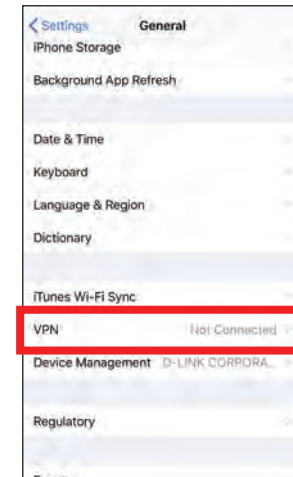 Settings General
iPhone Storage
Background App Refresh
Date & Time
Keyboard
Language & Region
Dictionary
iTunes Wi-Fi Sync
VPN Not Connected
Device Management D-LINK CORPORA...
Regulatory